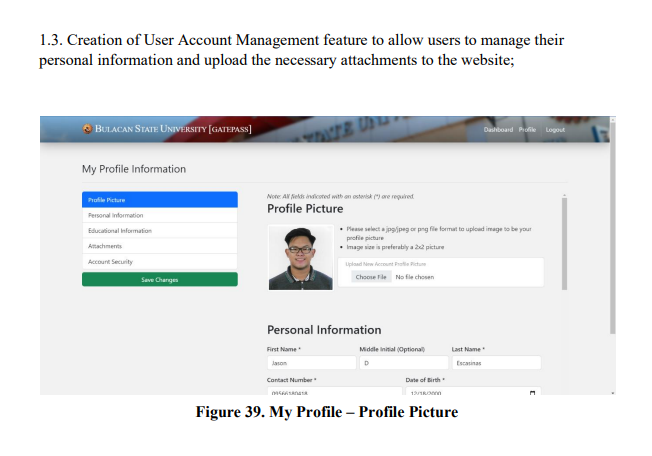 1.3. Creation of User Account Management feature to allow users to manage their
personal information and upload the necessary attachments to the website;
BULACAN STATE UNIVERSITY [GATEPASS]
Dashboard Profile Logout
My Profile Information
Profile Picture
Personal Information
Educational Information
Attachments
Account Security
Save Changes
Note: All fields indicated with an asterisk (*) are required.
Profile Picture
• Please select a jpg/jpeg or png file format to upload image to be your
profile picture
• Image size is preferably a 2x2 picture
Upload New Account Profile Picture
Choose File No file chosen
Personal Information
First Name * Middle Initial (Optional) Last Name *
Jason D Escasinas
Contact Number * Date of Birth *
12/18/2000
Figure 39. My Profile – Profile Picture